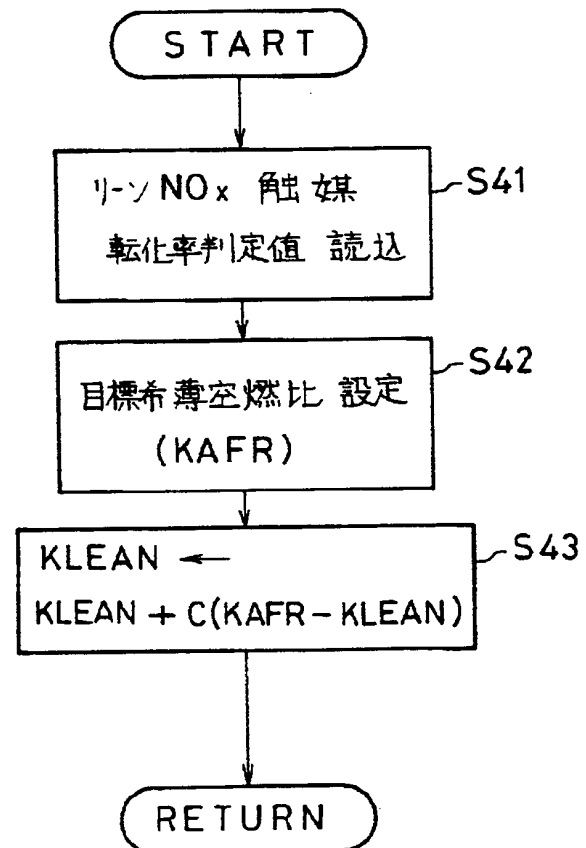 START
リーンNOx 触媒
転化率判定値 読込
S41
目標希薄空燃比 設定
(KAFR)
S42
KLEAN ←
KLEAN + C(KAFR-KLEAN)
S43
RETURN